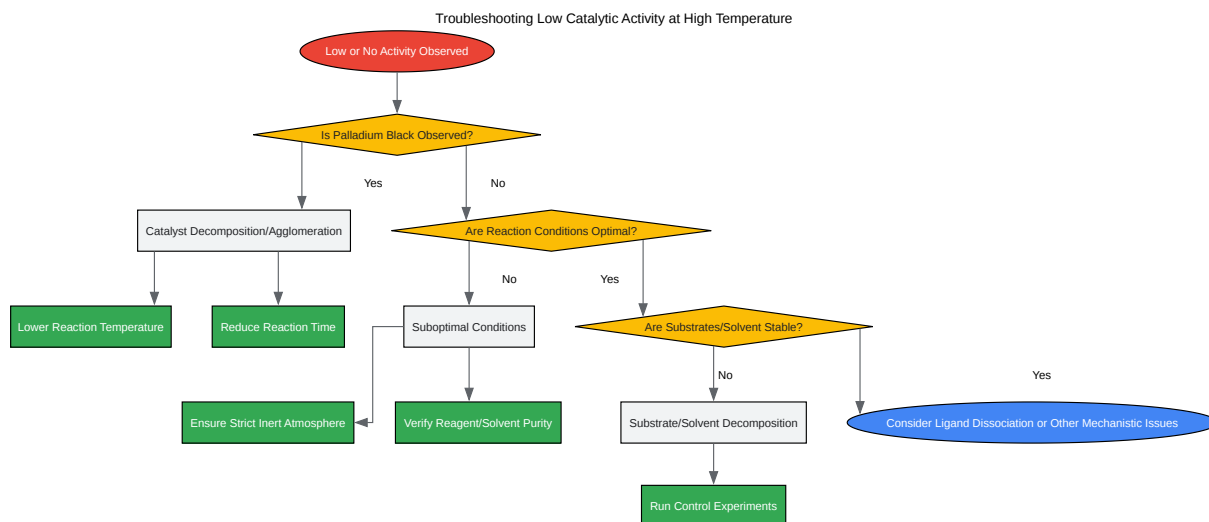 Troubleshooting Low Catalytic Activity at High Temperature
Low or No Activity Observed
Is Palladium Black Observed?
Yes
No
Catalyst Decomposition/Agglomeration
Are Reaction Conditions Optimal?
No
Yes
Lower Reaction Temperature
Reduce Reaction Time
Suboptimal Conditions
Are Substrates/Solvent Stable?
No
Yes
Ensure Strict Inert Atmosphere
Verify Reagent/Solvent Purity
Substrate/Solvent Decomposition
Consider Ligand Dissociation or Other Mechanistic Issues
Run Control Experiments